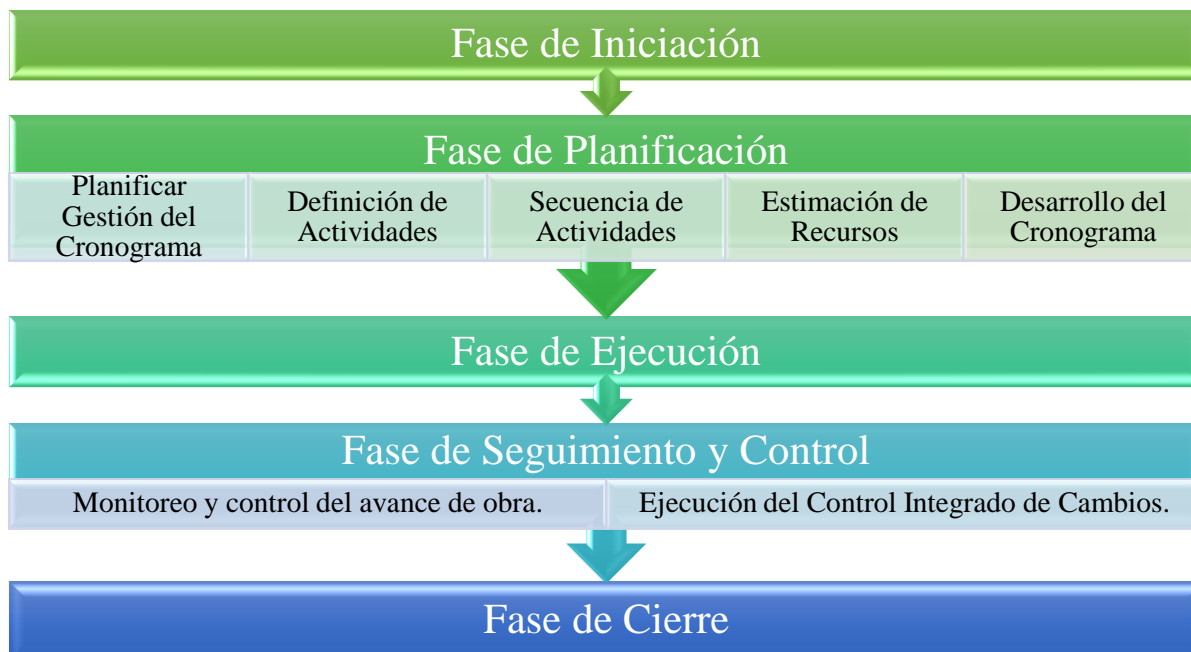 Fase de Iniciación
Fase de Planificación
Planificar
Gestión del
Cronograma
Definición de
Actividades
Secuencia de
Actividades
Estimación de
Recursos
Desarrollo del
Cronograma
Fase de Ejecución
Fase de Seguimiento y Control
Monitoreo y control del avance de obra.
Ejecución del Control Integrado de Cambios.
Fase de Cierre